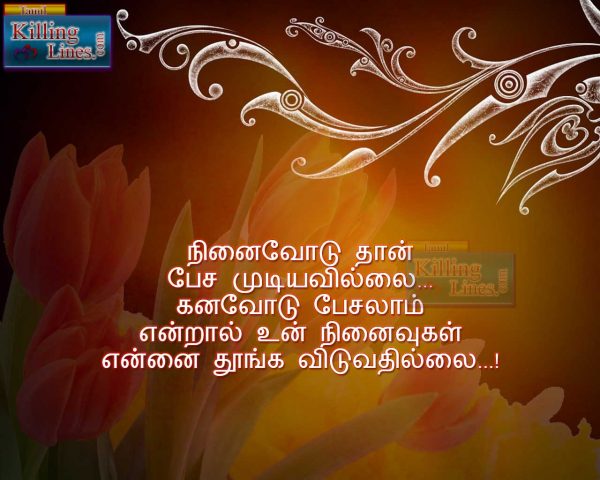 Tamil
Killing
Lines.com
நினைவோடு தான்
பேச முடியவில்லை...
கனவோடு பேசலாம்
என்றால் உன் நினைவுகள்
என்னை தூங்க விடுவதில்லை...!
Tamil
Killing
Lines.com